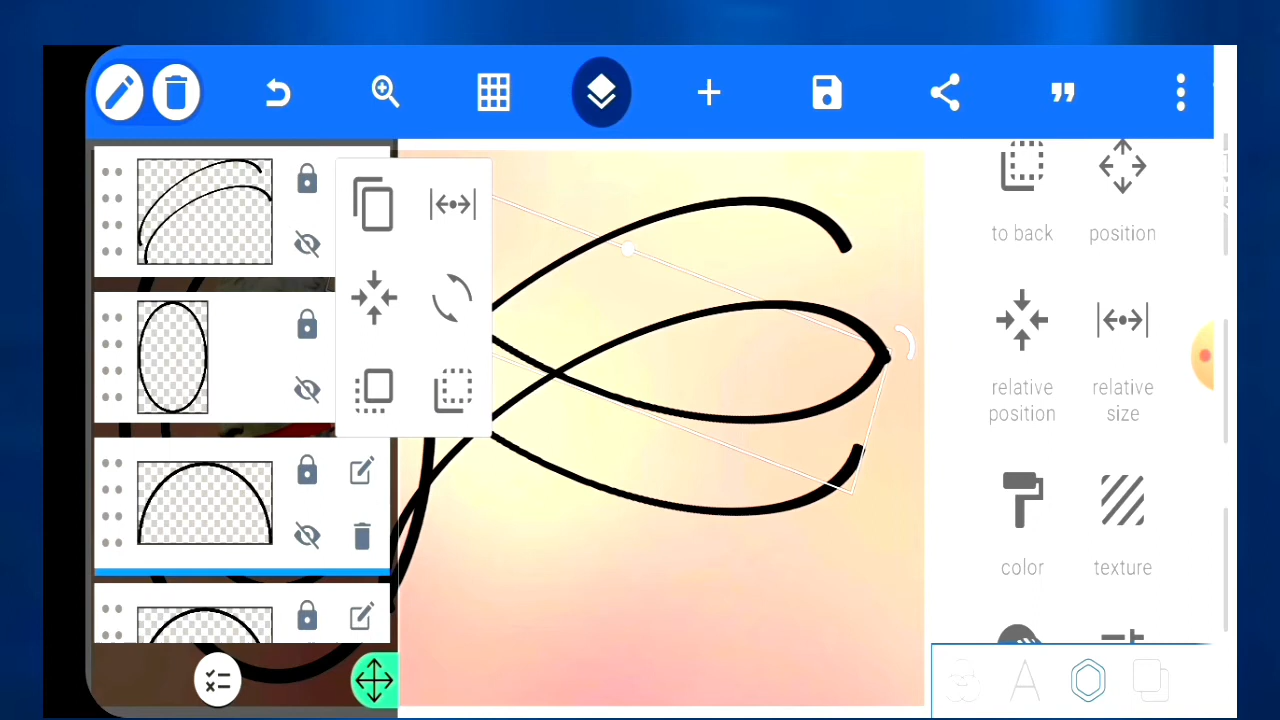 to back
position
relative
position
relative
size
color
texture
A